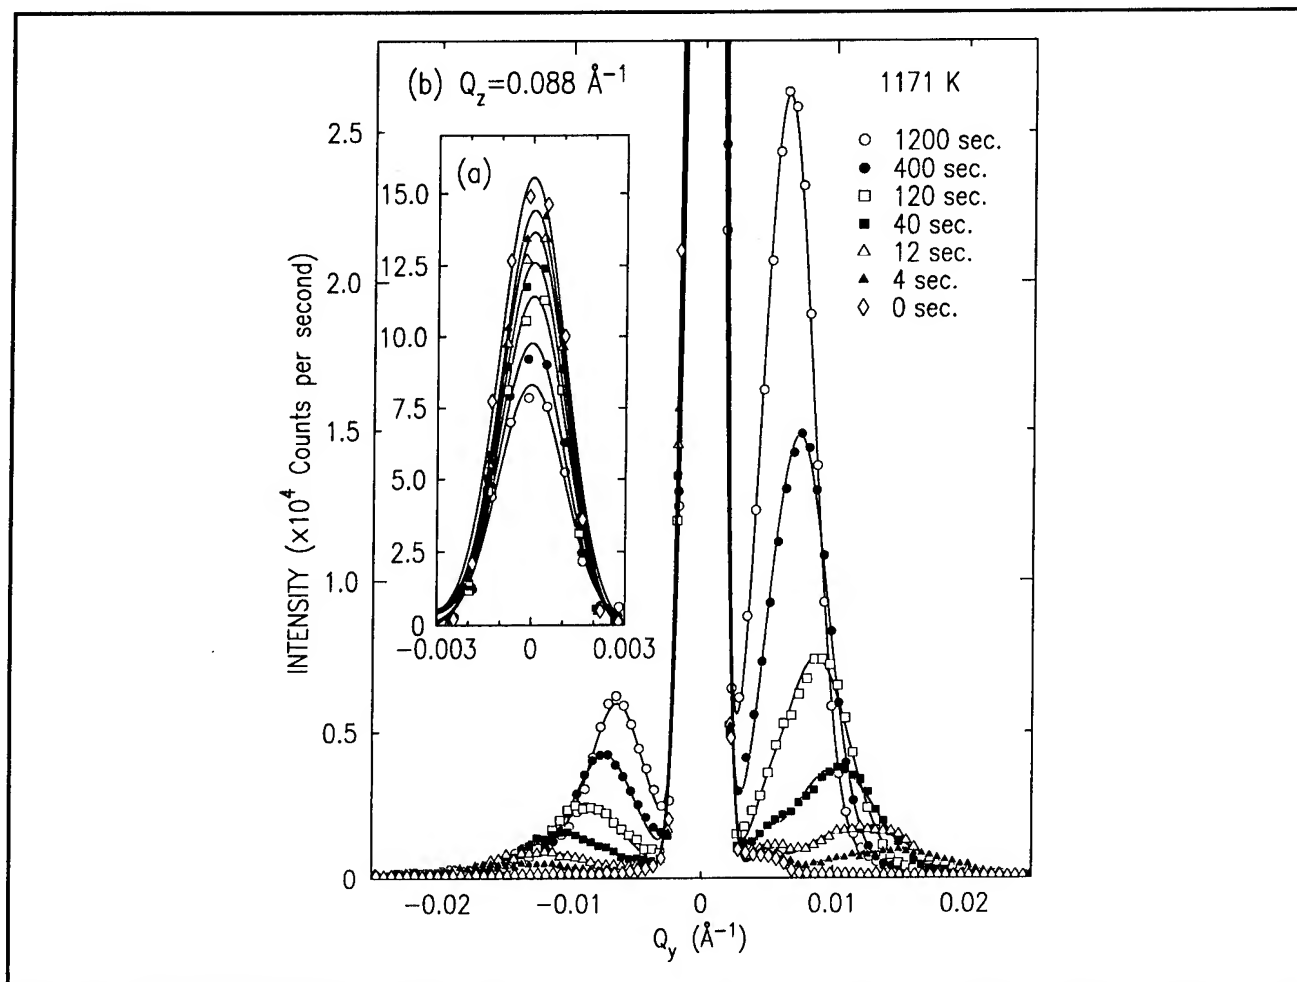 (b) Q_z=0.088 Å⁻¹
1171 K
1200 sec.
400 sec.
120 sec.
40 sec.
12 sec.
4 sec.
0 sec.
(a)
15.0
12.5
10.0
7.5
5.0
2.5
0
−0.003
0
0.003
INTENSITY (x10⁴ Counts per second)
2.5
2.0
1.5
1.0
0.5
0
−0.02
−0.01
0
0.01
0.02
Q_y (Å⁻¹)